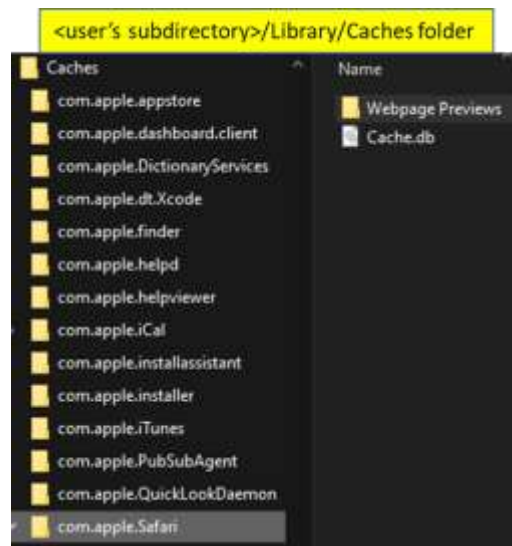 <user's subdirectory>/Library/Caches folder
Caches
com.apple.appstore
com.apple.dashboard.client
com.apple.DictionaryServices
com.apple.dt.Xcode
com.apple.finder
com.apple.helpd
com.apple.helpviewer
com.apple.iCal
com.apple.installassistant
com.apple.installer
com.apple.iTunes
com.apple.PubSubAgent
com.apple.QuickLookDaemon
com.apple.Safari
Name
Webpage Previews
Cache.db